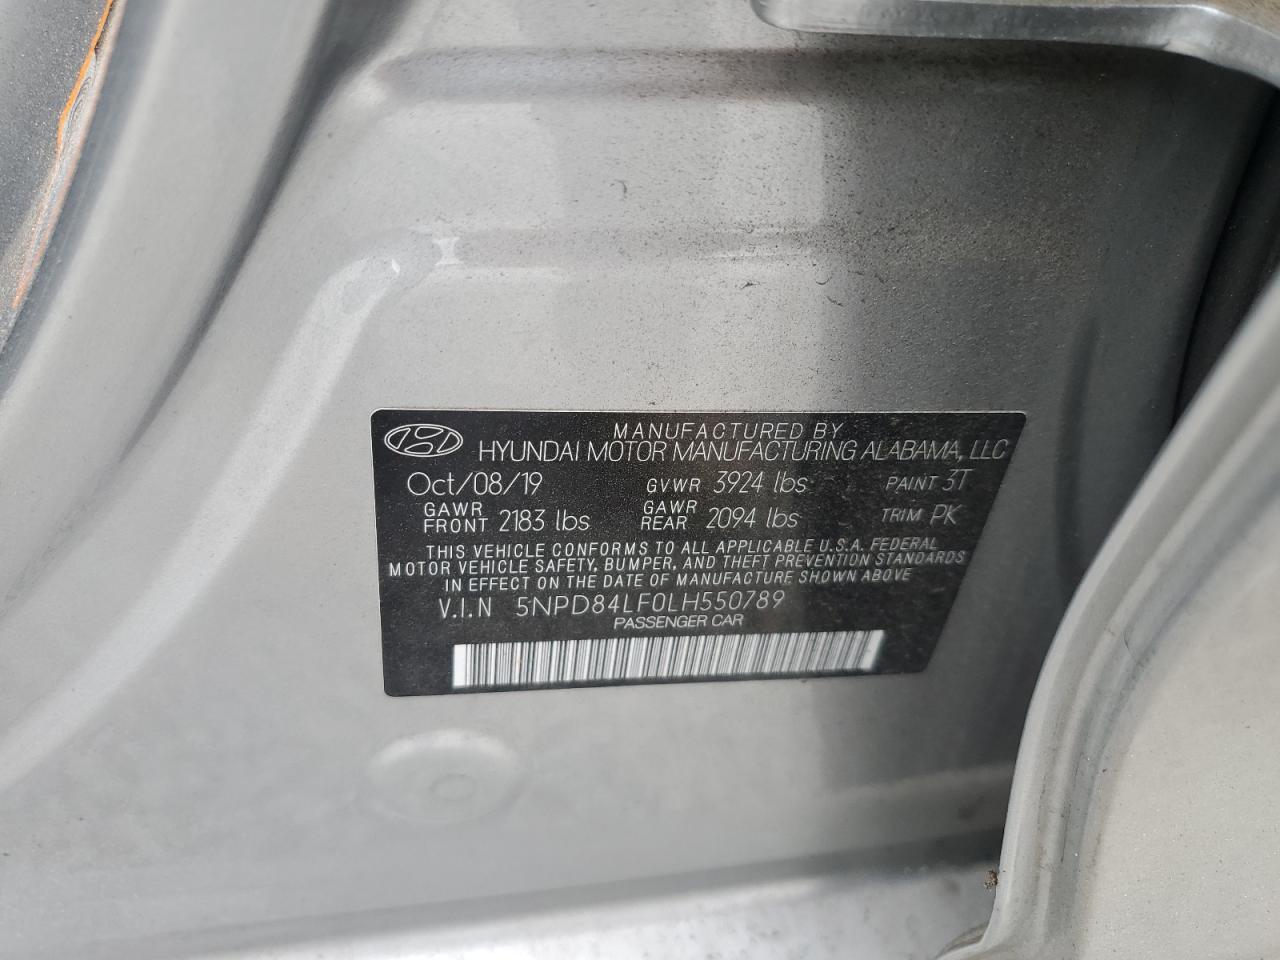 MANUFACTURED BY
HYUNDAI MOTOR MANUFACTURING ALABAMA, LLC
Oct/08/19 GVWR 3924 lbs PAINT 3T
GAWR FRONT 2183 lbs GAWR REAR 2094 lbs TRIM PK
THIS VEHICLE CONFORMS TO ALL APPLICABLE U.S.A. FEDERAL
MOTOR VEHICLE SAFETY, BUMPER, AND THEFT PREVENTION STANDARDS
IN EFFECT ON THE DATE OF MANUFACTURE SHOWN ABOVE
V.I.N 5NPD84LF0LH550789
PASSENGER CAR